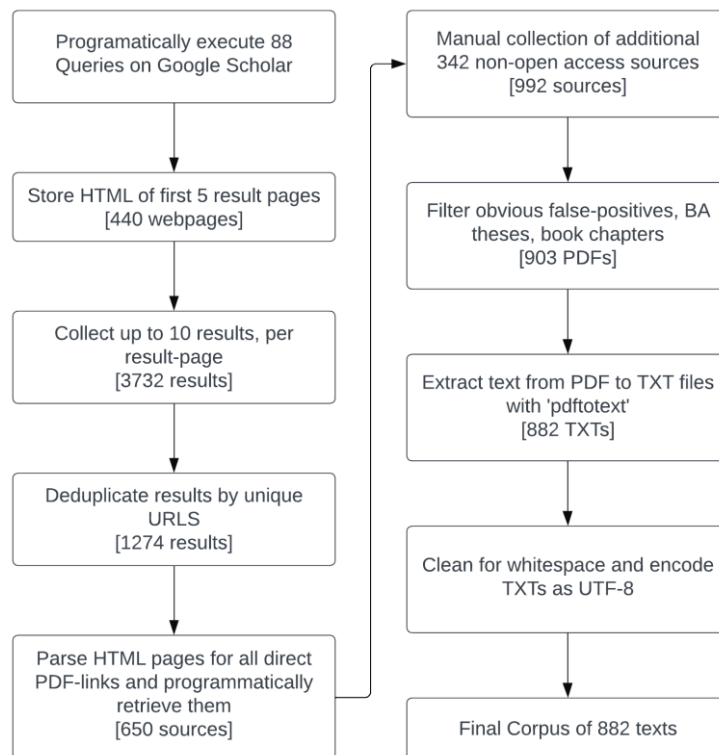 Programatically execute 88
Queries on Google Scholar
Store HTML of first 5 result pages
[440 webpages]
Collect up to 10 results, per
result-page
[3732 results]
Deduplicate results by unique
URLS
[1274 results]
Parse HTML pages for all direct
PDF-links and programmatically
retrieve them
[650 sources]
Manual collection of additional
342 non-open access sources
[992 sources]
Filter obvious false-positives, BA
theses, book chapters
[903 PDFs]
Extract text from PDF to TXT files
with 'pdftotext'
[882 TXTs]
Clean for whitespace and encode
TXTs as UTF-8
Final Corpus of 882 texts